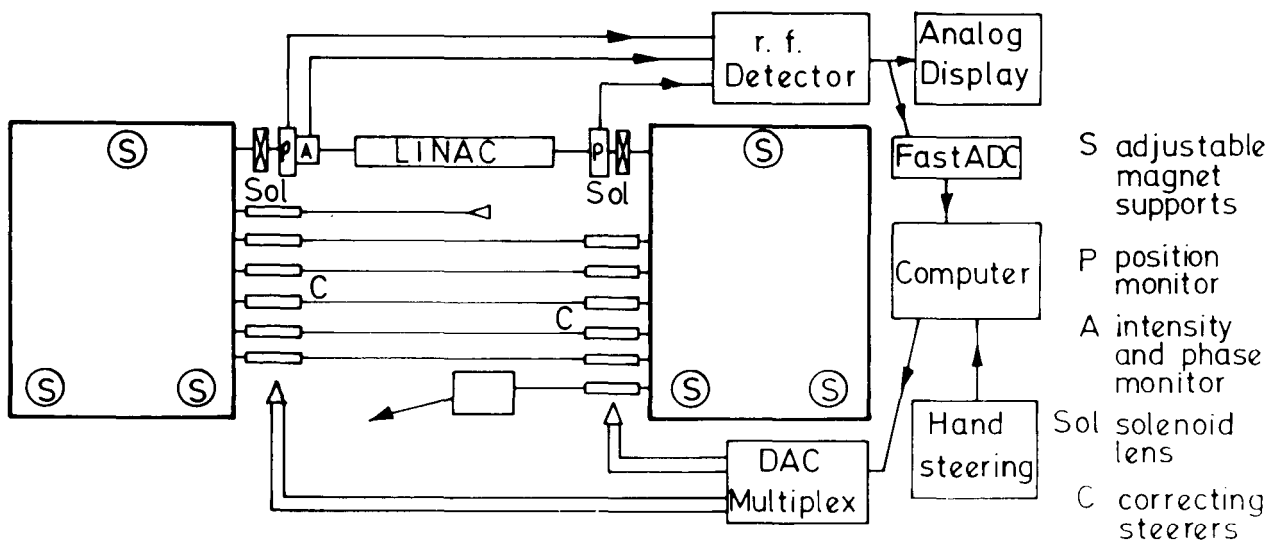 r. f.
Detector
Analog
Display
S
P
A
LINAC
P
S
Sol
Sol
FastADC
S adjustable
magnet
supports
Computer
P position
monitor
C
C
A intensity
and phase
monitor
S
S
S
S
Hand
steering
Sol solenoid
lens
DAC
Multiplex
C correcting
steerers